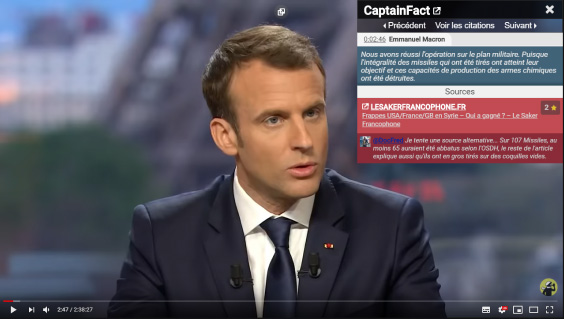 CaptainFact
Précédent Voir les citations Suivant
0:02:46 Emmanuel Macron
Nous avons réussi l'opération sur le plan militaire. Puisque
l'intégralité des missiles qui ont été tirés ont atteint leur
objectif et ces capacités de production des armes chimiques
ont été détruites.
Sources
LESAKERFRANCOPHONE.FR
2
Frappes USA/France/GB en Syrie – Qui a gagné ? – Le Saker
Francophone
Je tente une source alternative... Sur 107 Missiles, au
moins 65 auraient été abbatus selon l'OSDH, le reste de l'article
explique aussi qu'ils ont en gros tirés sur des coquilles vides.
2:47 / 2:38:27